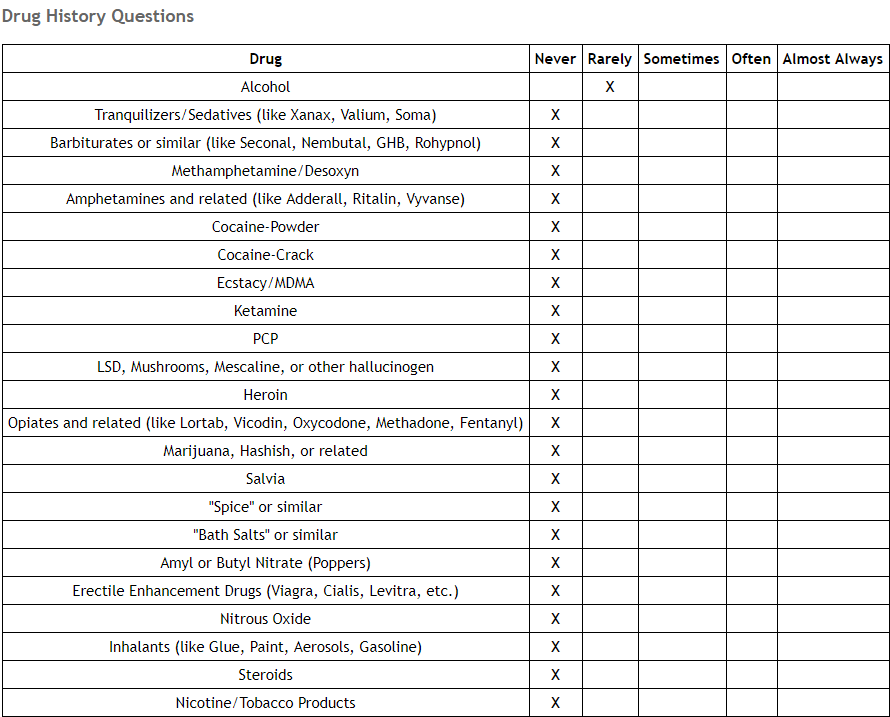 Drug History Questions
Drug Never Rarely Sometimes Often Almost Always
Alcohol X
Tranquilizers/Sedatives (like Xanax, Valium, Soma) X
Barbiturates or similar (like Seconal, Nembutal, GHB, Rohypnol) X
Methamphetamine/Desoxyn X
Amphetamines and related (like Adderall, Ritalin, Vyvanse) X
Cocaine-Powder X
Cocaine-Crack X
Ecstacy/MDMA X
Ketamine X
PCP X
LSD, Mushrooms, Mescaline, or other hallucinogen X
Heroin X
Opiates and related (like Lortab, Vicodin, Oxycodone, Methadone, Fentanyl) X
Marijuana, Hashish, or related X
Salvia X
"Spice" or similar X
"Bath Salts" or similar X
Amyl or Butyl Nitrate (Poppers) X
Erectile Enhancement Drugs (Viagra, Cialis, Levitra, etc.) X
Nitrous Oxide X
Inhalants (like Glue, Paint, Aerosols, Gasoline) X
Steroids X
Nicotine/Tobacco Products X